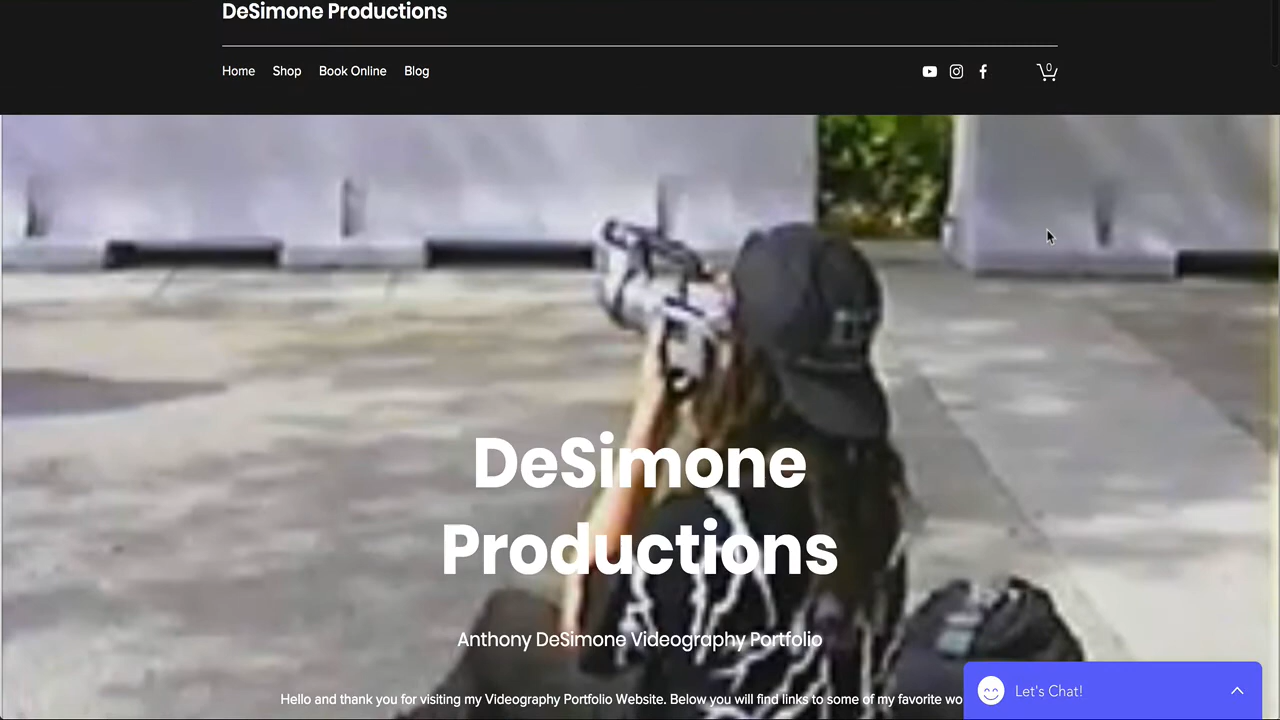 DeSimone Productions
Home Shop Book Online Blog
0
DeSimone
Productions
Anthony DeSimone Videography Portfolio
Hello and thank you for visiting my Videography Portfolio Website. Below you will find links to some of my favorite wo
Let's Chat!